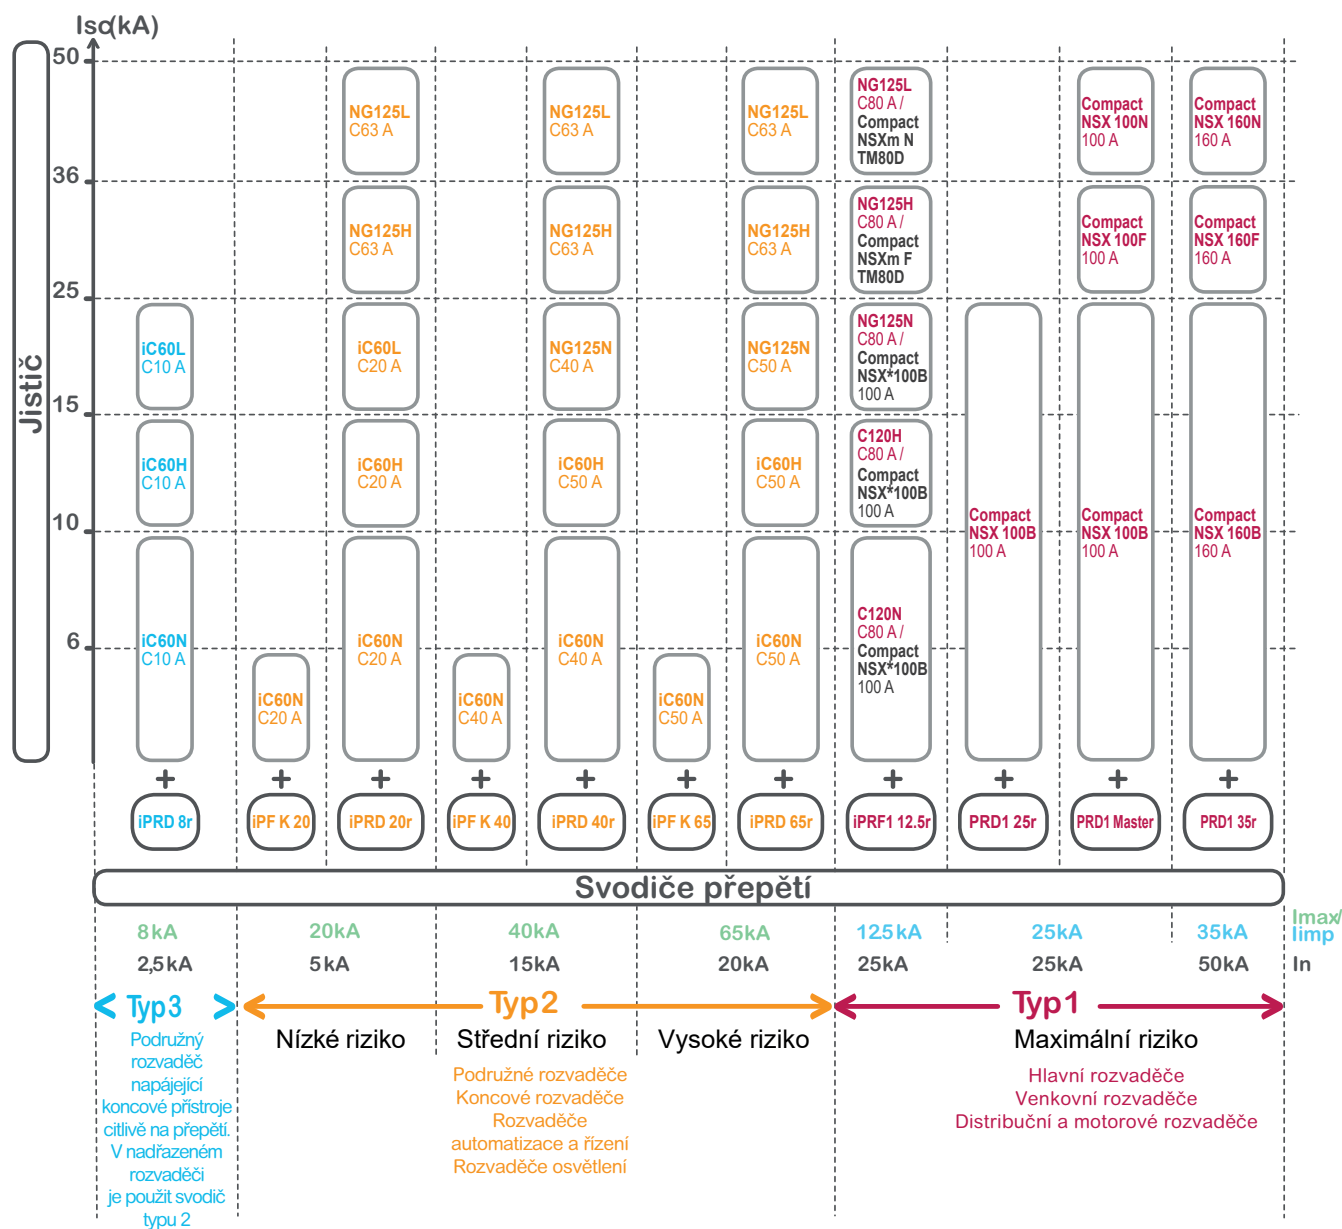 Isc(kA)
50
NG125L
C63 A
NG125L
C63 A
NG125L
C63 A
NG125L
C80 A /
Compact
NSXm N
TM80D
Compact
NSX 100N
100 A
Compact
NSX 160N
160 A
36
NG125H
C63 A
NG125H
C63 A
NG125H
C63 A
NG125H
C80 A /
Compact
NSXm F
TM80D
Compact
NSX 100F
100 A
Compact
NSX 160F
160 A
25
Jistič
iC60L
C10 A
iC60L
C20 A
NG125N
C40 A
NG125N
C50 A
NG125N
C80 A /
Compact
NSX*100B
100 A
15
iC60H
C10 A
iC60H
C20 A
iC60H
C50 A
iC60H
C50 A
C120H
C80 A /
Compact
NSX*100B
100 A
Compact
NSX 100B
100 A
Compact
NSX 100B
100 A
Compact
NSX 160B
160 A
10
6
iC60N
C10 A
iC60N
C20 A
iC60N
C20 A
iC60N
C40 A
iC60N
C40 A
iC60N
C50 A
iC60N
C50 A
C120N
C80 A /
Compact
NSX*100B
100 A
+ + + + + + + + + + +
iPRD 8r
iPF K 20
iPRD 20r
iPF K 40
iPRD 40r
iPF K 65
iPRD 65r
iPRF1 12.5r
PRD1 25r
PRD1 Master
PRD1 35r
Svodiče přepětí
8kA 20kA 40kA 65kA 12.5kA 25kA 35kA Imax/
Iimp
2,5kA 5kA 15kA 20kA 25kA 25kA 50kA In
Typ3
Typ2
Typ1
Nízké riziko
Střední riziko
Vysoké riziko
Maximální riziko
Podružný
rozvaděč
napájející
koncové přístroje
citlivě na přepětí.
V nadřazeném
rozvaděči
je použit svodič
typu 2
Podružné rozvaděče
Koncové rozvaděče
Rozvaděče
automatizace a řízení
Rozvaděče osvětlení
Hlavní rozvaděče
Venkovní rozvaděče
Distribuční a motorové rozvaděče